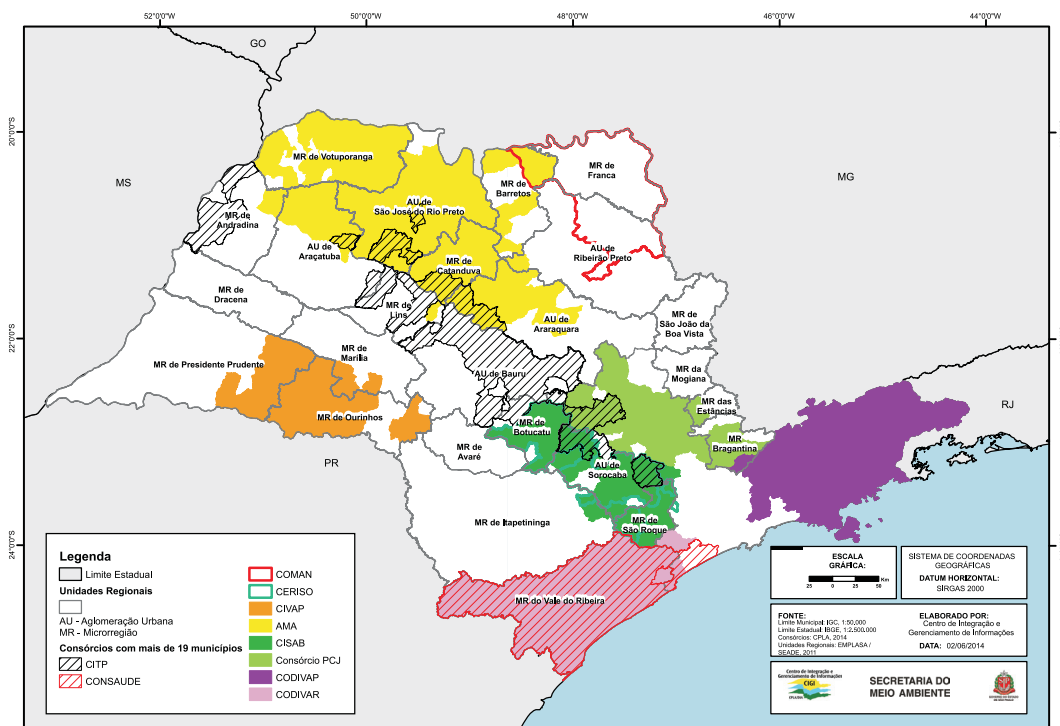 52°0'0"W
50°0'0"W
48°0'0"W
46°0'0"W
44°0'0"W
20°0'0"S
22°0'0"S
24°0'0"S
GO
MS
MG
RJ
PR
MR de Votuporanga
MR de
Franca
MR de
Barretos
AU de
São José do Rio Preto
MR de
Andradina
AU de
Araçatuba
AU de
Ribeirão Preto
MR de
Catanduva
MR de
Dracena
MR de
Lins
AU de
Araraquara
MR de
São João da
Boa Vista
MR de
Marília
MR de Presidente Prudente
AU de Bauru
MR da
Mogiana
MR das
Estâncias
MR de Ourinhos
MR de
Botucatu
MR
Bragantina
MR de
Avaré
AU de
Sorocaba
MR de Itapetininga
MR de
São Roque
MR do Vale do Ribeira
Legenda
Limite Estadual
Unidades Regionais
AU - Aglomeração Urbana
MR - Microrregião
Consórcios com mais de 19 municípios
CITP
CONSAUDE
COMAN
CERISO
CIVAP
AMA
CISAB
Consórcio PCJ
CODIVAP
CODIVAR
ESCALA
GRÁFICA:
25 0 25 50 Km
SISTEMA DE COORDENADAS
GEOGRÁFICAS
DATUM HORIZONTAL:
SIRGAS 2000
FONTE:
Limite Municipal: IGC, 1:50,000
Limite Estadual: IBGE, 1:2.500,000
Consórcios: CPLA, 2014
Unidades Regionais: EMPLASA /
SEADE, 2011
ELABORADO POR:
Centro de Integração e
Gerenciamento de Informações
DATA: 02/06/2014
Centro de Integração e
Gerenciamento de Informações
CIGI
SECRETARIA DO
MEIO AMBIENTE